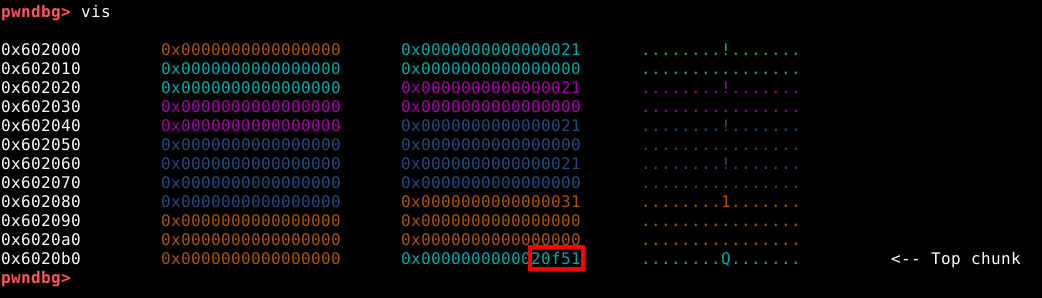 pwndbg> vis
0x602000 0x0000000000000000 0x0000000000000021 ........!.......
0x602010 0x0000000000000000 0x0000000000000000 ................
0x602020 0x0000000000000000 0x0000000000000021 ........!.......
0x602030 0x0000000000000000 0x0000000000000000 ................
0x602040 0x0000000000000000 0x0000000000000021 ........!.......
0x602050 0x0000000000000000 0x0000000000000000 ................
0x602060 0x0000000000000000 0x0000000000000021 ........!.......
0x602070 0x0000000000000000 0x0000000000000000 ................
0x602080 0x0000000000000000 0x0000000000000031 ........1.......
0x602090 0x0000000000000000 0x0000000000000000 ................
0x6020a0 0x0000000000000000 0x0000000000000000 ................
0x6020b0 0x0000000000000000 0x0000000000020f51 ........Q....... <-- Top chunk
pwndbg>